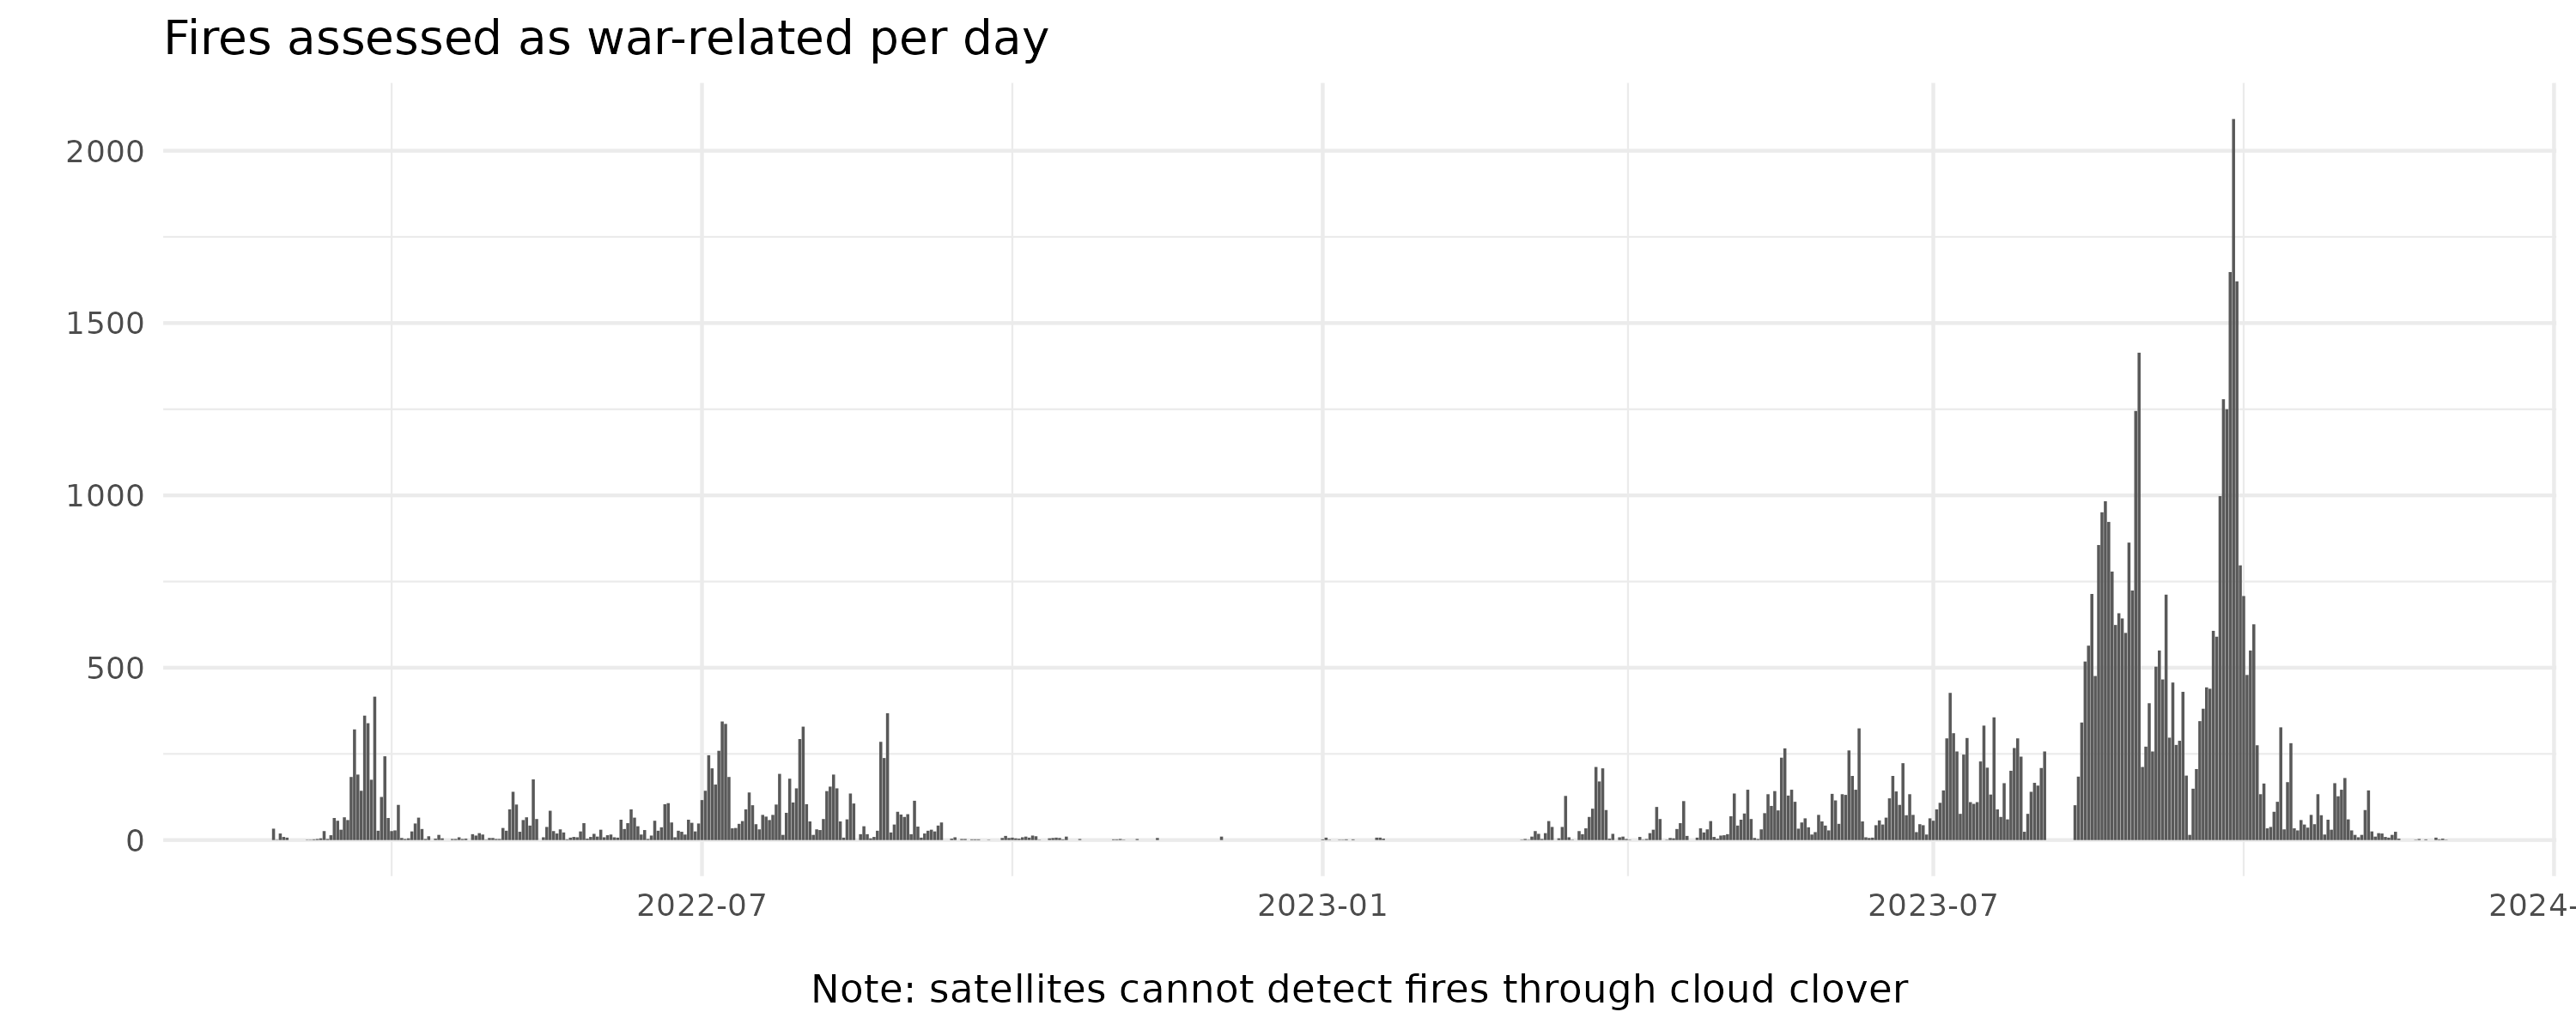 Fires assessed as war-related per day
2000
1500
1000
500
0
2022-07 2023-01 2023-07 2024-
Note: satellites cannot detect fires through cloud clover